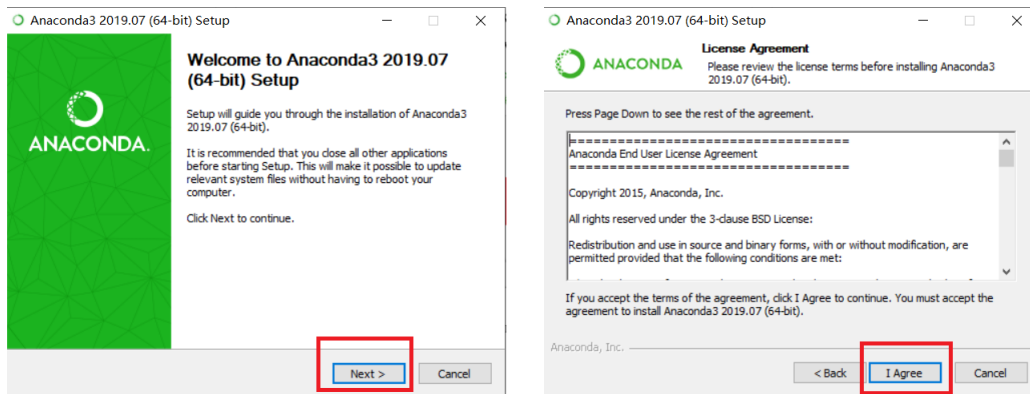 Anaconda3 2019.07 (64-bit) Setup
ANACONDA.
Welcome to Anaconda3 2019.07
(64-bit) Setup
Setup will guide you through the installation of Anaconda3
2019.07 (64-bit).
It is recommended that you close all other applications
before starting Setup. This will make it possible to update
relevant system files without having to reboot your
computer.
Click Next to continue.
Next >
Cancel
Anaconda3 2019.07 (64-bit) Setup
ANACONDA
License Agreement
Please review the license terms before installing Anaconda3
2019.07 (64-bit).
Press Page Down to see the rest of the agreement.
===================================
Anaconda End User License Agreement
===================================
Copyright 2015, Anaconda, Inc.
All rights reserved under the 3-clause BSD License:
Redistribution and use in source and binary forms, with or without modification, are
permitted provided that the following conditions are met:
If you accept the terms of the agreement, click I Agree to continue. You must accept the
agreement to install Anaconda3 2019.07 (64-bit).
Anaconda, Inc.
< Back
I Agree
Cancel